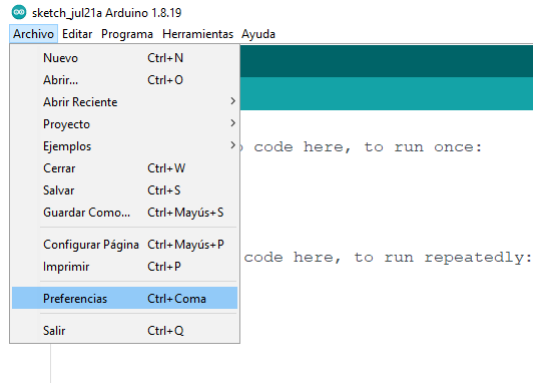 sketch_jul21a Arduino 1.8.19
Archivo Editar Programa Herramientas Ayuda
Nuevo Ctrl+N
Abrir... Ctrl+O
Abrir Reciente
Proyecto
Ejemplos
code here, to run once:
Cerrar Ctrl+W
Salvar Ctrl+S
Guardar Como... Ctrl+Mayús+S
Configurar Página Ctrl+Mayús+P
code here, to run repeatedly:
Imprimir Ctrl+P
Preferencias Ctrl+Coma
Salir Ctrl+Q